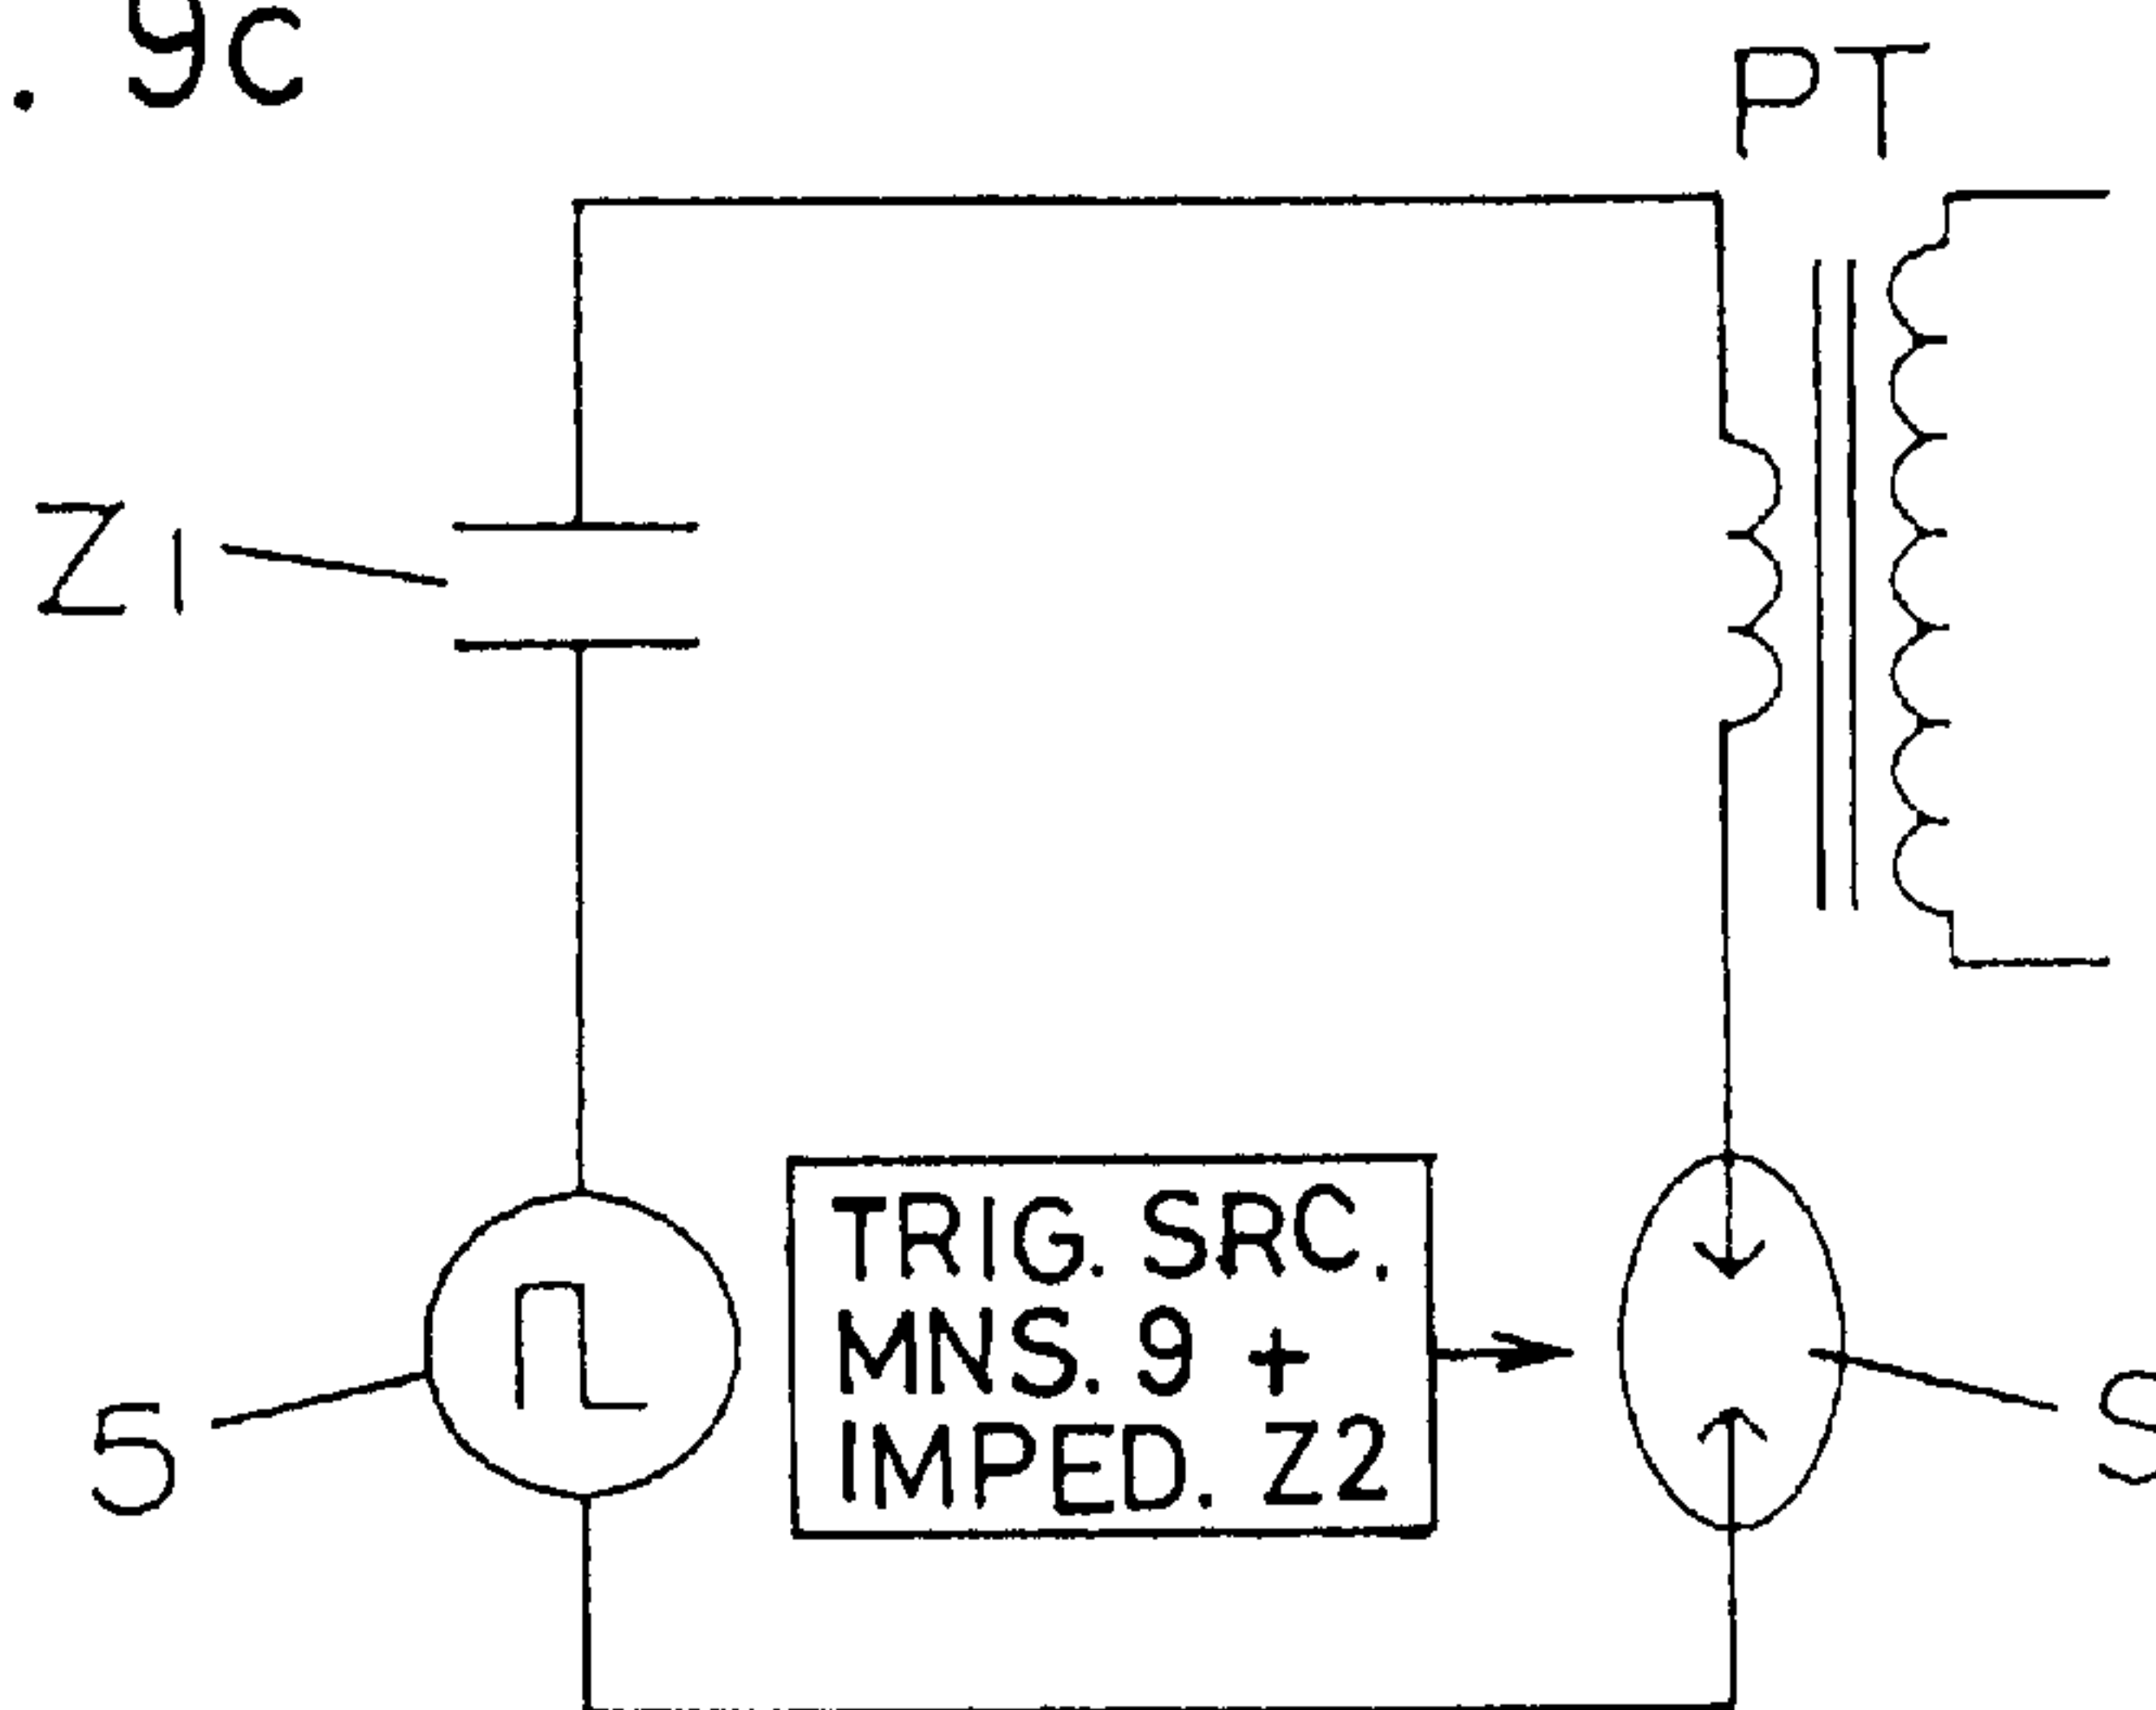 . 9c
PT
Z1
TRIG. SRC.
MNS. 9 +
IMPED. Z2
5
S